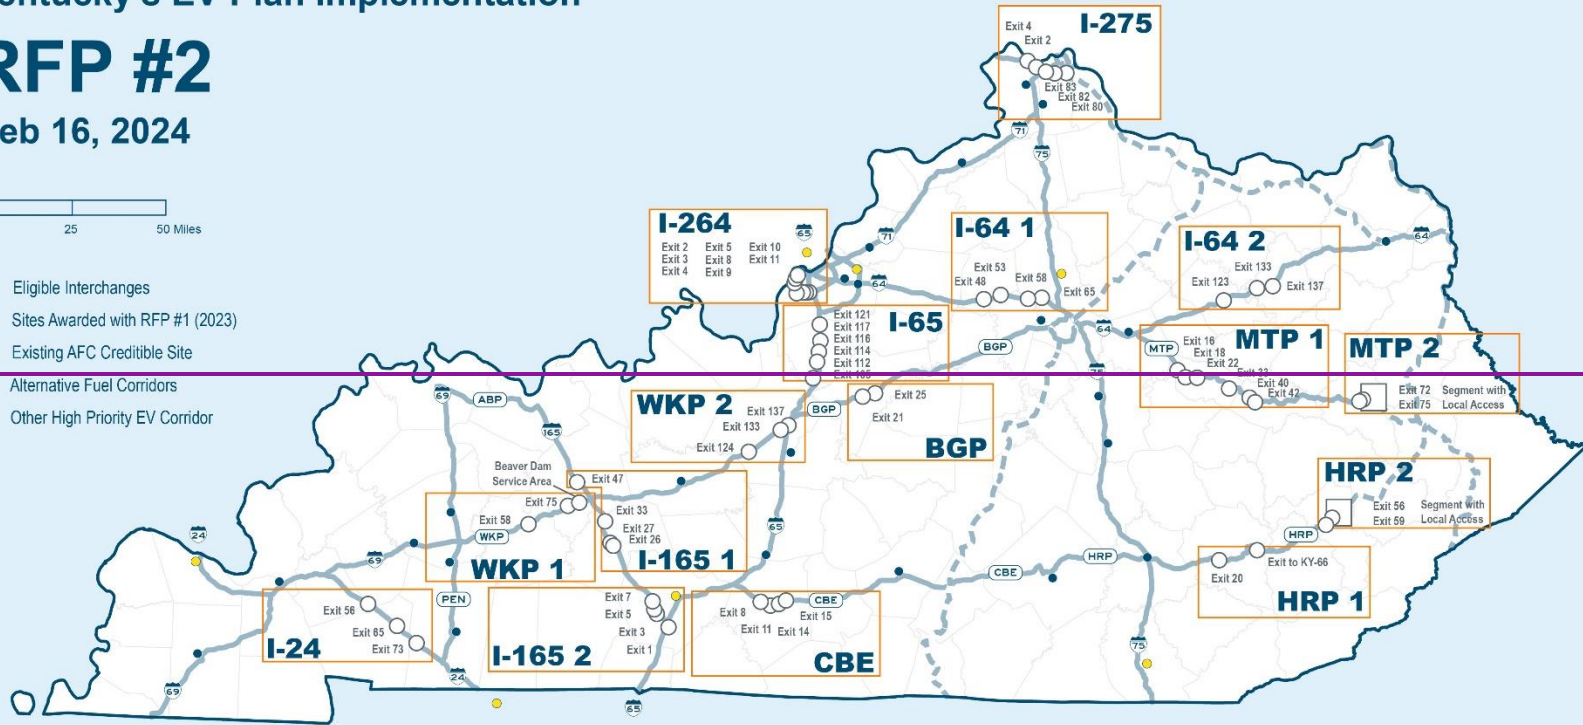 entucky's EV Plan Implementation
RFP #2
eb 16, 2024
25
50 Miles
Eligible Interchanges
Sites Awarded with RFP #1 (2023)
Existing AFC Creditible Site
Alternative Fuel Corridors
Other High Priority EV Corridor
I-275
Exit 4
Exit 2
Exit 83
Exit 82
Exit 80
71
75
I-264
Exit 2 Exit 5 Exit 10
Exit 3 Exit 8 Exit 11
Exit 4 Exit 9
65
71
64
I-64 1
Exit 53
Exit 48
Exit 58
Exit 65
I-64 2
Exit 133
Exit 123
Exit 137
64
I-65
Exit 121
Exit 117
Exit 116
Exit 114
Exit 112
BGP
64
75
MTP 1
MTP
Exit 16
Exit 18
Exit 22
Exit 40
Exit 42
MTP 2
Exit 72
Exit 75
Segment with
Local Access
WKP 2
Exit 137
Exit 133
Exit 124
BGP
Exit 25
Exit 21
BGP
69
ABP
165
Beaver Dam
Service Area
Exit 47
Exit 75
Exit 58
WKP
WKP 1
Exit 33
Exit 27
Exit 26
I-165 1
65
HRP 2
Exit 56
Exit 59
Segment with
Local Access
HRP
Exit 20
Exit to KY-66
HRP 1
24
69
PEN
Exit 56
Exit 65
Exit 73
I-24
69
24
Exit 7
Exit 5
Exit 3
Exit 1
I-165 2
65
Exit 8
Exit 11
Exit 14
Exit 15
CBE
CBE
CBE
HRP
75